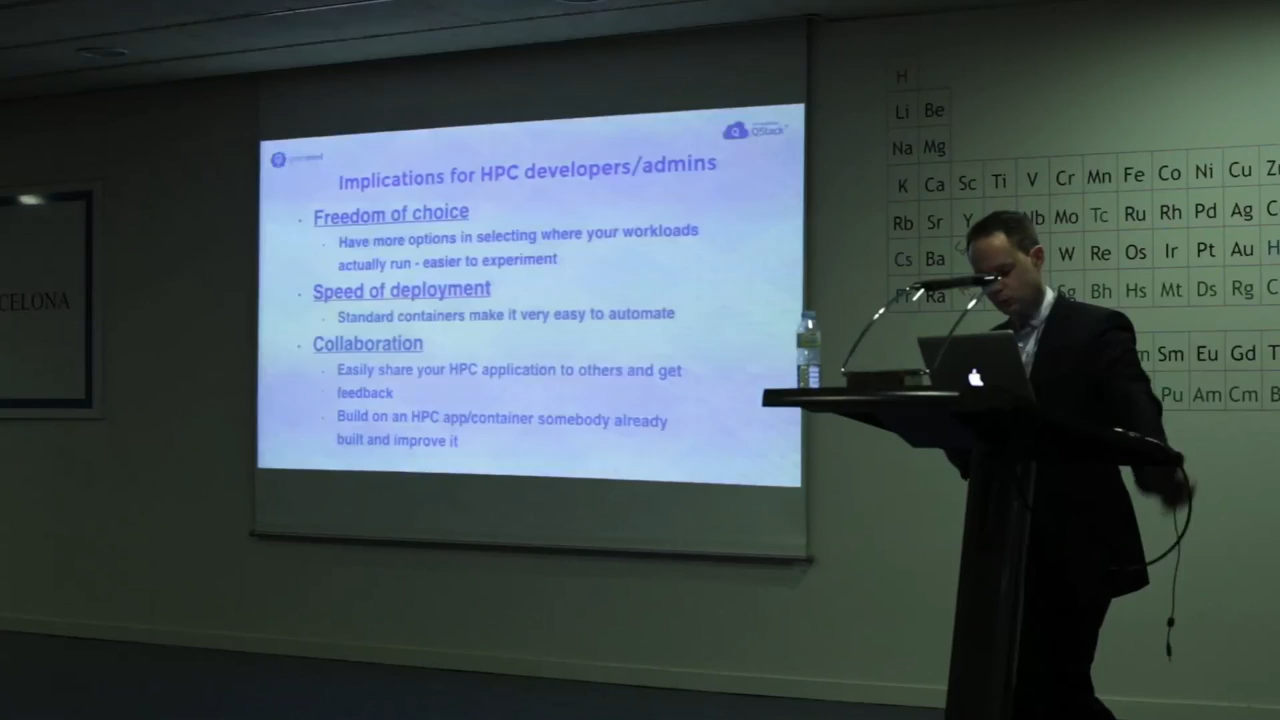 QStack
Implications for HPC developers/admins
Freedom of choice
Have more options in selecting where your workloads
actually run - easier to experiment
Speed of deployment
Standard containers make it very easy to automate
Collaboration
Easily share your HPC application to others and get
feedback
Build on an HPC app/container somebody already
built and improve it
CELONA
H
Li Be
Na Mg
K Ca Sc Ti V Cr Mn Fe Co Ni Cu Zn
Rb Sr Y Nb Mo Tc Ru Rh Pd Ag C
Cs Ba W Re Os Ir Pt Au H
Fr Ra Sg Bh Hs Mt Ds Rg C
m Sm Eu Gd T
Pu Am Cm B